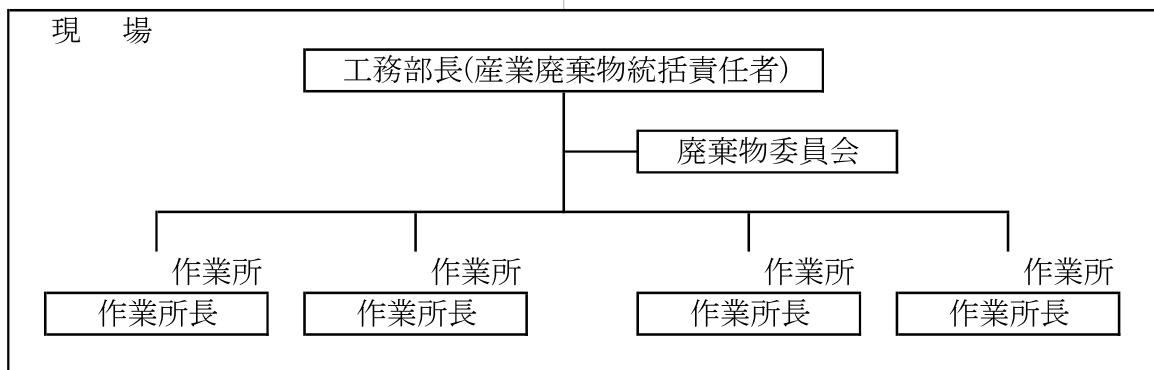 現　場
工務部長(産業廃棄物統括責任者)
廃棄物委員会
作業所 作業所 作業所 作業所
作業所長 作業所長 作業所長 作業所長